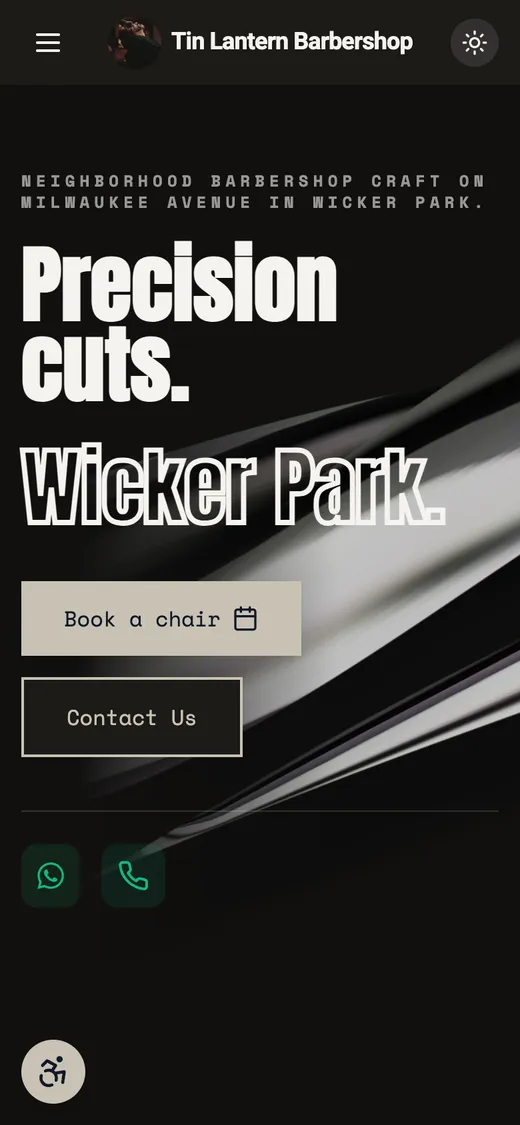 Tin Lantern Barbershop
NEIGHBORHOOD BARBERSHOP CRAFT ON
MILWAUKEE AVENUE IN WICKER PARK.
Precision
cuts.
Wicker Park.
Book a chair
Contact Us